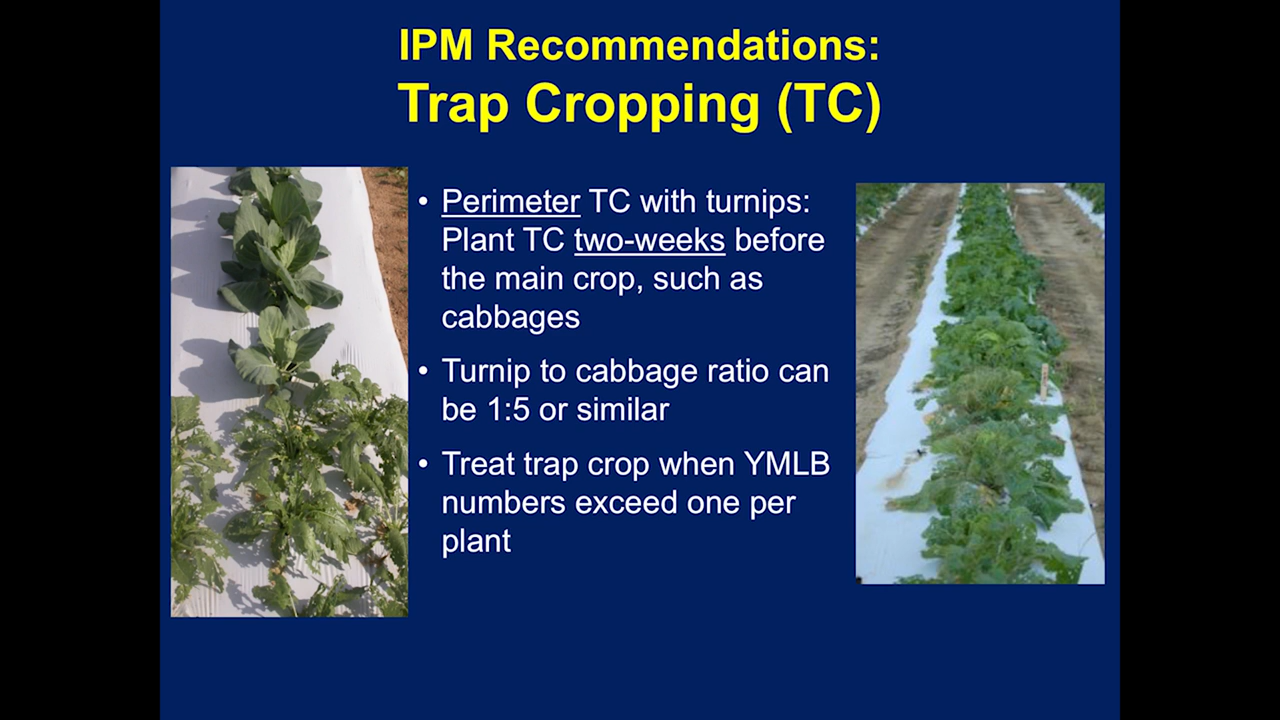 IPM Recommendations:
Trap Cropping (TC)
• Perimeter TC with turnips:
Plant TC two-weeks before
the main crop, such as
cabbages
• Turnip to cabbage ratio can
be 1:5 or similar
• Treat trap crop when YMLB
numbers exceed one per
plant